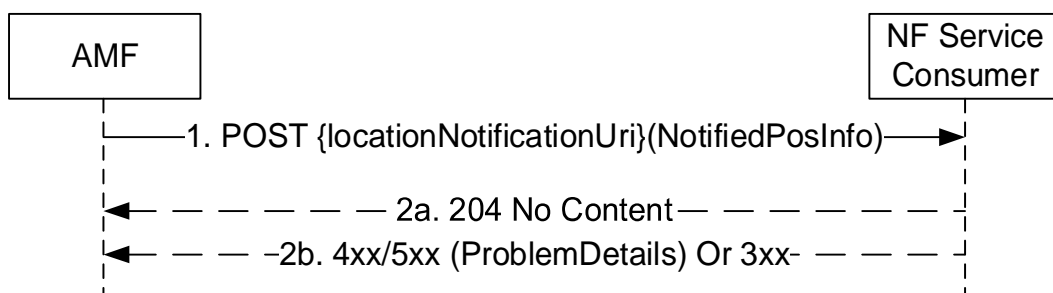 AMF
NF Service
Consumer
1. POST {locationNotificationUri}(NotifiedPosInfo)
2a. 204 No Content
2b. 4xx/5xx (ProblemDetails) Or 3xx